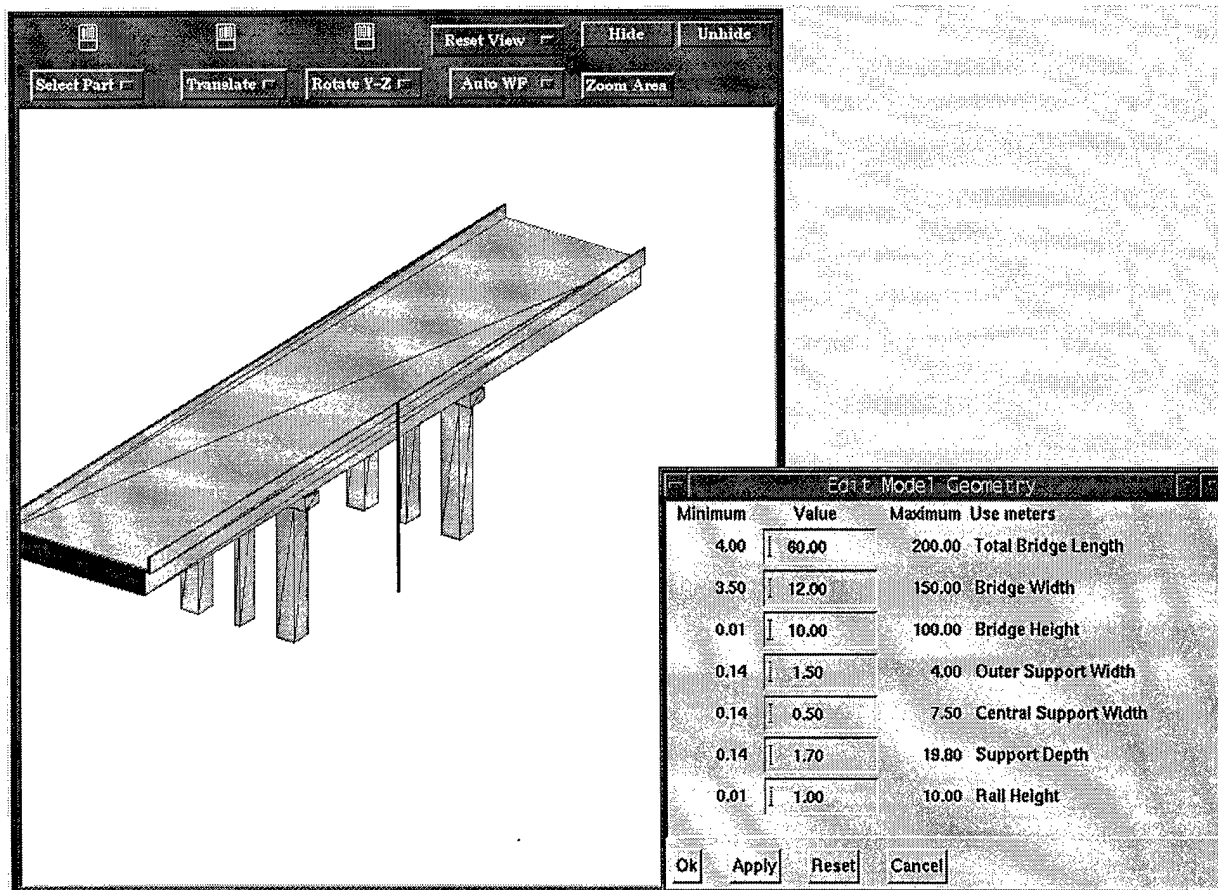 Reset View Hide Unhide
Select Part Translate Rotate Y-Z Auto WP Zoom Area
Edit Model Geometry
Minimum Value Maximum Use meters
4.00 60.00 200.00 Total Bridge Length
3.50 12.00 150.00 Bridge Width
0.01 10.00 100.00 Bridge Height
0.14 1.50 4.00 Outer Support Width
0.14 0.50 7.50 Central Support Width
0.14 1.70 19.80 Support Depth
0.01 1.00 10.00 Rail Height
Ok Apply Reset Cancel